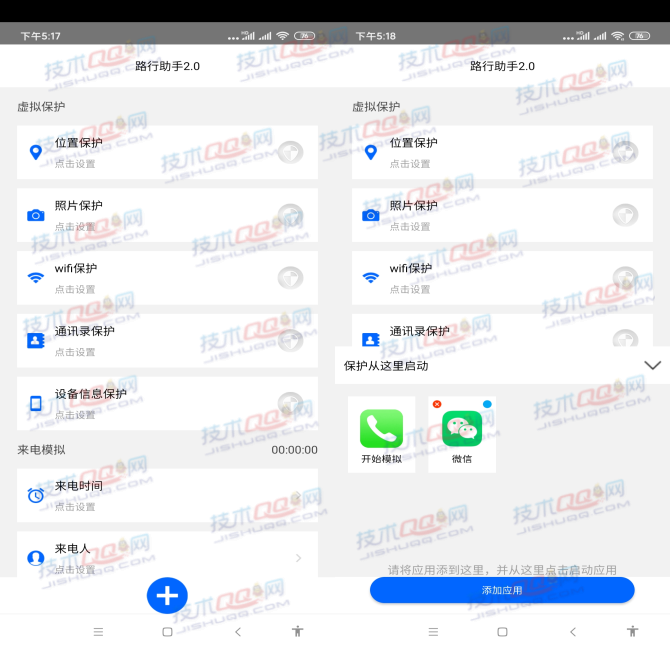 下午5:17
76
路行助手2.0
虚拟保护
位置保护
点击设置
照片保护
点击设置
wifi保护
点击设置
通讯录保护
点击设置
设备信息保护
点击设置
来电模拟
00:00:00
来电时间
点击设置
来电人
点击设置
下午5:18
76
路行助手2.0
虚拟保护
位置保护
点击设置
照片保护
点击设置
wifi保护
点击设置
通讯录保护
保护从这里启动
开始模拟
微信
请将应用添到这里，并从这里点击启动应用
添加应用
技术QQ网
JISHUQQ.COM